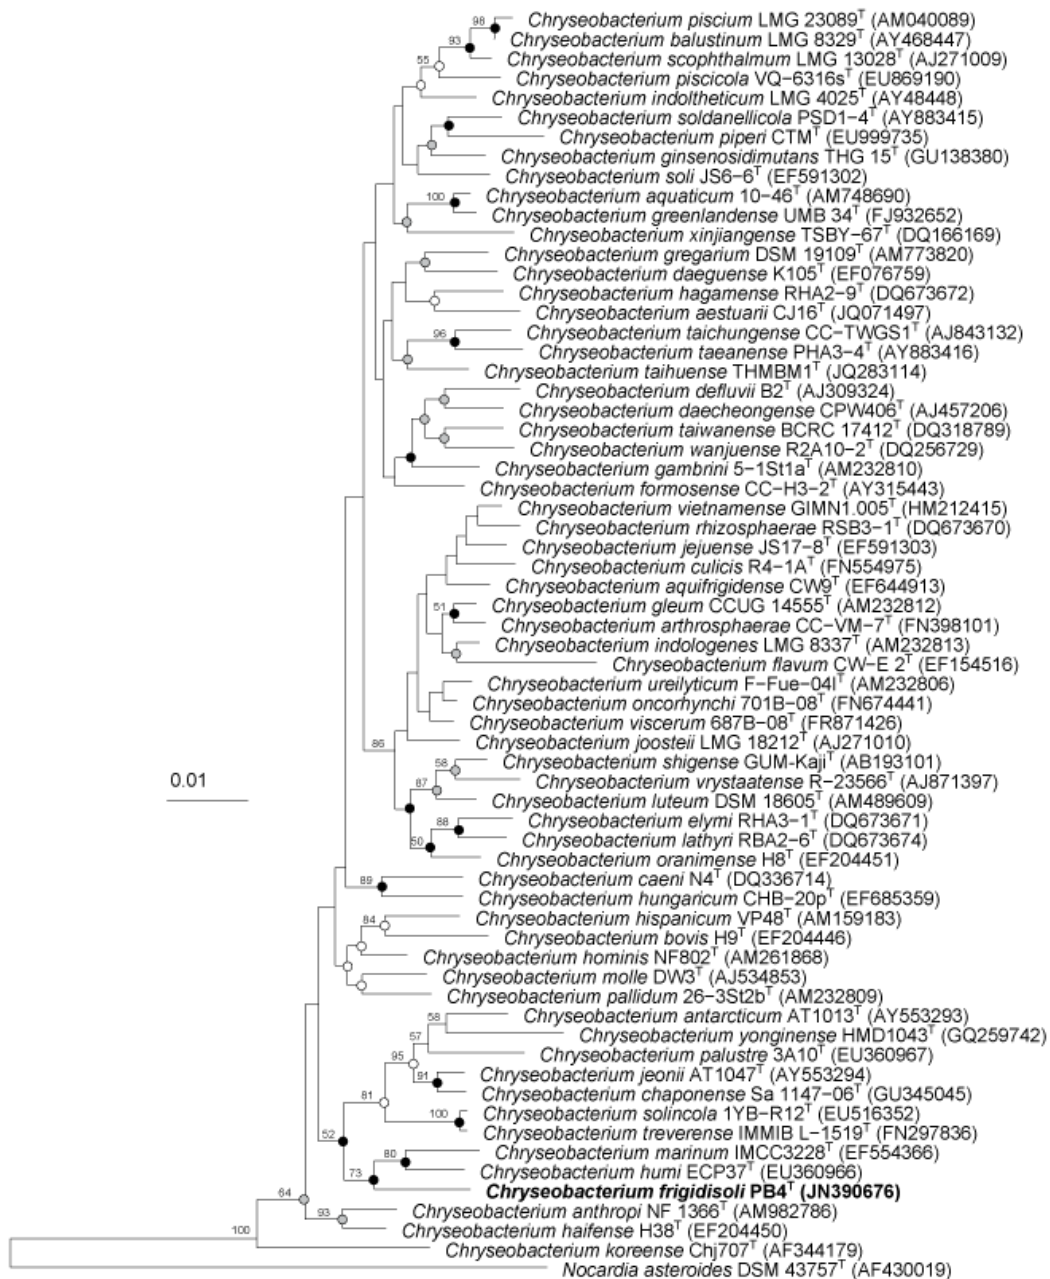 98
Chryseobacterium piscium LMG 23089T (AM040089)
93
Chryseobacterium balustinum LMG 8329T (AY468447)
55
Chryseobacterium scophthalmum LMG 13028T (AJ271009)
Chryseobacterium piscicola VQ−6316sT (EU869190)
Chryseobacterium indoltheticum LMG 4025T (AY48448)
Chryseobacterium soldanellicola PSD1−4T (AY883415)
Chryseobacterium piperi CTMT (EU999735)
Chryseobacterium ginsenosidimutans THG 15T (GU138380)
Chryseobacterium soli JS6−6T (EF591302)
100
Chryseobacterium aquaticum 10−46T (AM748690)
Chryseobacterium greenlandense UMB 34T (FJ932652)
Chryseobacterium xinjiangense TSBY−67T (DQ166169)
Chryseobacterium gregarium DSM 19109T (AM773820)
Chryseobacterium daeguense K105T (EF076759)
Chryseobacterium hagamense RHA2−9T (DQ673672)
Chryseobacterium aestuarii CJ16T (JQ071497)
96
Chryseobacterium taichungense CC−TWGS1T (AJ843132)
Chryseobacterium taeanense PHA3−4T (AY883416)
Chryseobacterium taihuense THMBM1T (JQ283114)
Chryseobacterium defluvii B2T (AJ309324)
Chryseobacterium daecheongense CPW406T (AJ457206)
Chryseobacterium taiwanense BCRC 17412T (DQ318789)
Chryseobacterium wanjuense R2A10−2T (DQ256729)
Chryseobacterium gambrini 5−1St1aT (AM232810)
Chryseobacterium formosense CC−H3−2T (AY315443)
Chryseobacterium vietnamense GIMN1.005T (HM212415)
Chryseobacterium rhizosphaerae RSB3−1T (DQ673670)
Chryseobacterium jejuense JS17−8T (EF591303)
Chryseobacterium culicis R4−1AT (FN554975)
Chryseobacterium aquifrigidense CW9T (EF644913)
51
Chryseobacterium gleum CCUG 14555T (AM232812)
Chryseobacterium arthrosphaerae CC−VM−7T (FN398101)
Chryseobacterium indologenes LMG 8337T (AM232813)
Chryseobacterium flavum CW−E 2T (EF154516)
Chryseobacterium ureilyticum F−Fue−04IT (AM232806)
Chryseobacterium oncorhynchi 701B−08T (FN674441)
Chryseobacterium viscerum 687B−08T (FR871426)
86
Chryseobacterium joosteii LMG 18212T (AJ271010)
58
Chryseobacterium shigense GUM-KajiT (AB193101)
0.01
87
Chryseobacterium vrystaatense R−23566T (AJ871397)
Chryseobacterium luteum DSM 18605T (AM489609)
88
Chryseobacterium elymi RHA3−1T (DQ673671)
50
Chryseobacterium lathyri RBA2−6T (DQ673674)
Chryseobacterium oranimense H8T (EF204451)
89
Chryseobacterium caeni N4T (DQ336714)
Chryseobacterium hungaricum CHB−20pT (EF685359)
84
Chryseobacterium hispanicum VP48T (AM159183)
Chryseobacterium bovis H9T (EF204446)
Chryseobacterium hominis NF802T (AM261868)
Chryseobacterium molle DW3T (AJ534853)
Chryseobacterium pallidum 26−3St2bT (AM232809)
58
Chryseobacterium antarcticum AT1013T (AY553293)
57
Chryseobacterium yonginense HMD1043T (GQ259742)
95
Chryseobacterium palustre 3A10T (EU360967)
91
Chryseobacterium jeonii AT1047T (AY553294)
81
Chryseobacterium chaponense Sa 1147−06T (GU345045)
100
Chryseobacterium solincola 1YB−R12T (EU516352)
52
Chryseobacterium treverense IMMIB L−1519T (FN297836)
80
Chryseobacterium marinum IMCC3228T (EF554366)
73
Chryseobacterium humi ECP37T (EU360966)
64
Chryseobacterium frigidisoli PB4T (JN390676)
93
Chryseobacterium anthropi NF 1366T (AM982786)
100
Chryseobacterium haifense H38T (EF204450)
Chryseobacterium koreense Chj707T (AF344179)
Nocardia asteroides DSM 43757T (AF430019)